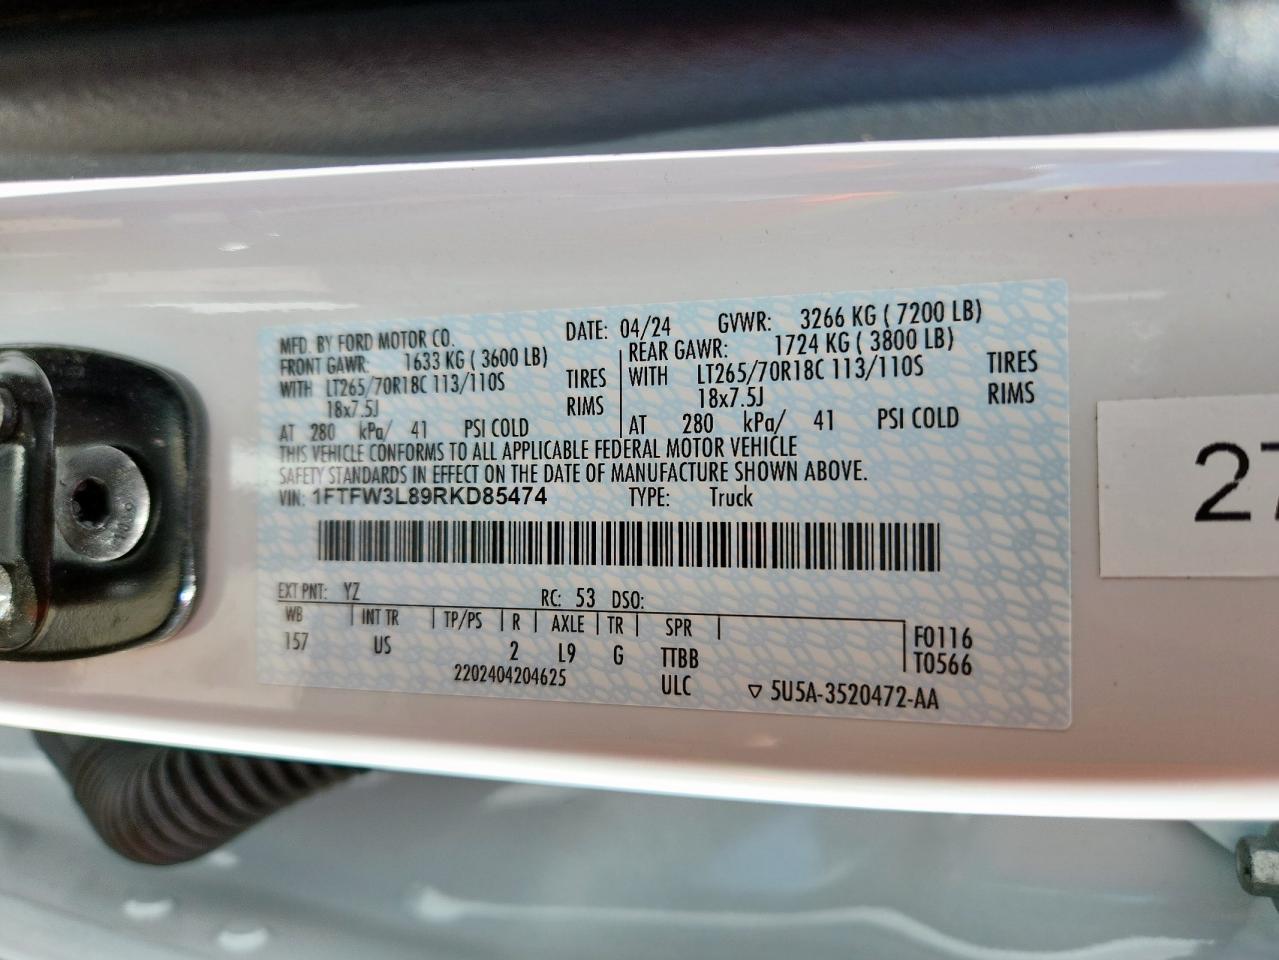 MFD. BY FORD MOTOR CO. DATE: 04/24 GVWR: 3266 KG ( 7200 LB)
FRONT GAWR: 1633 KG ( 3600 LB) REAR GAWR: 1724 KG ( 3800 LB)
WITH LT265/70R18C 113/110S TIRES WITH LT265/70R18C 113/110S TIRES
18x7.5J RIMS 18x7.5J RIMS
AT 280 kPa/ 41 PSI COLD AT 280 kPa/ 41 PSI COLD
THIS VEHICLE CONFORMS TO ALL APPLICABLE FEDERAL MOTOR VEHICLE
SAFETY STANDARDS IN EFFECT ON THE DATE OF MANUFACTURE SHOWN ABOVE.
VIN: 1FTFW3L89RKD85474 TYPE: Truck
EXT PNT: YZ RC: 53 DSO:
WB INT TR TP/PS R AXLE TR SPR F0116
157 US 2 L9 G TTBB T0566
2202404204625 ULC ▽ 5U5A-3520472-AA
27